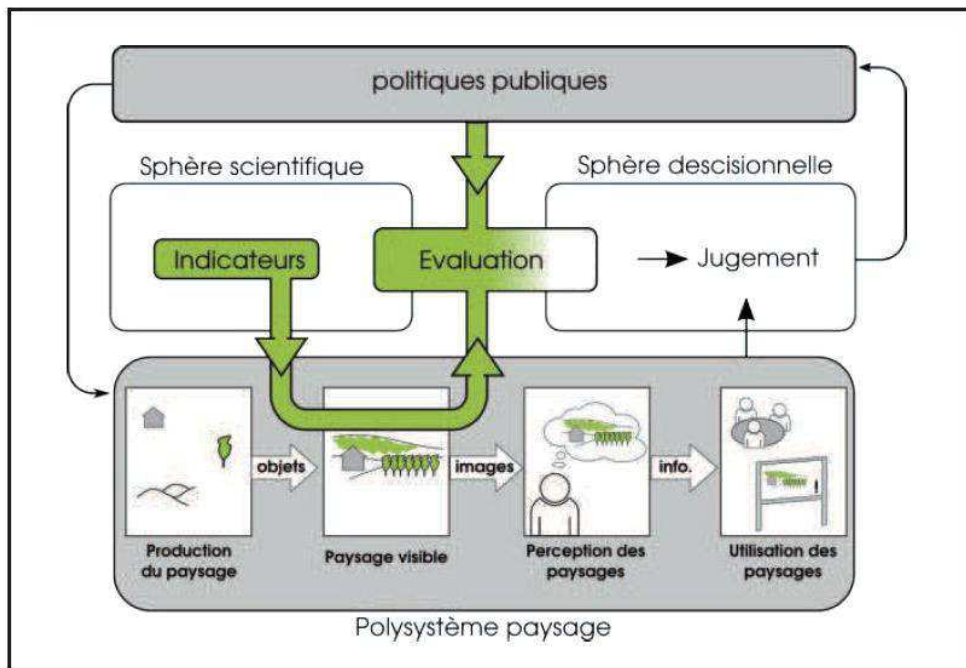 politiques publiques
Sphère scientifique
Sphère descisionnelle
Indicateurs
Evaluation
Jugement
objets
images
info.
Production
du paysage
Paysage visible
Perception des
paysages
Utilisation des
paysages
Polysystème paysage